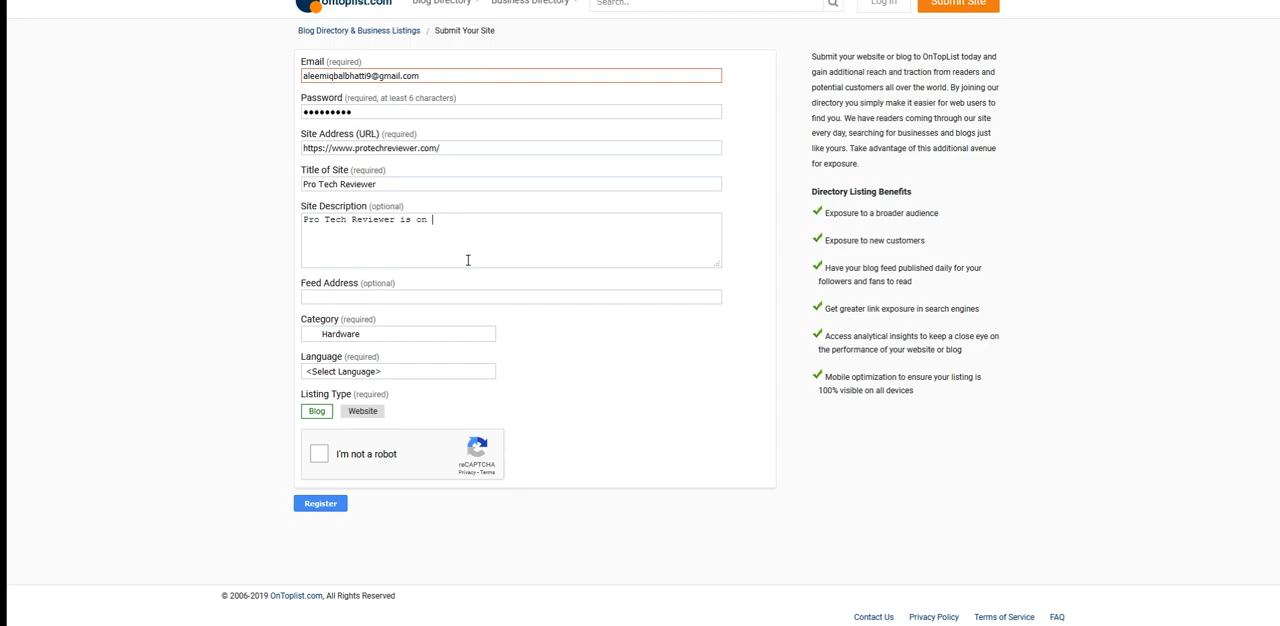 ontoplist.com Blog Directory Business Directory Search.. Log In Submit Site
Blog Directory & Business Listings / Submit Your Site
Email (required)
aleemiqbalbhatti9@gmail.com
Password (required, at least 6 characters)
●●●●●●●●●
Site Address (URL) (required)
https://www.protechreviewer.com/
Title of Site (required)
Pro Tech Reviewer
Site Description (optional)
Pro Tech Reviewer is on
Feed Address (optional)
Category (required)
Hardware
Language (required)
<Select Language>
Listing Type (required)
Blog Website
I'm not a robot
reCAPTCHA
Privacy - Terms
Register
Submit your website or blog to OnTopList today and
gain additional reach and traction from readers and
potential customers all over the world. By joining our
directory you simply make it easier for web users to
find you. We have readers coming through our site
every day, searching for businesses and blogs just
like yours. Take advantage of this additional avenue
for exposure.
Directory Listing Benefits
Exposure to a broader audience
Exposure to new customers
Have your blog feed published daily for your
followers and fans to read
Get greater link exposure in search engines
Access analytical insights to keep a close eye on
the performance of your website or blog
Mobile optimization to ensure your listing is
100% visible on all devices
© 2006-2019 OnToplist.com, All Rights Reserved
Contact Us Privacy Policy Terms of Service FAQ